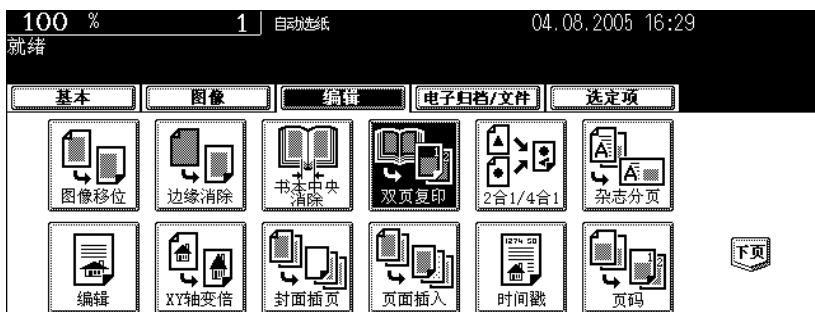 100 % 1 自动选纸 04.08.2005 16:29
就绪
基本 图像 编辑 电子归档/文件 选定项
图像移位 边缘消除 书本中央消除 双页复印 2合1/4合1 杂志分页
编辑 XY轴变倍 封面插页 页面插入 时间戳 页码
下页